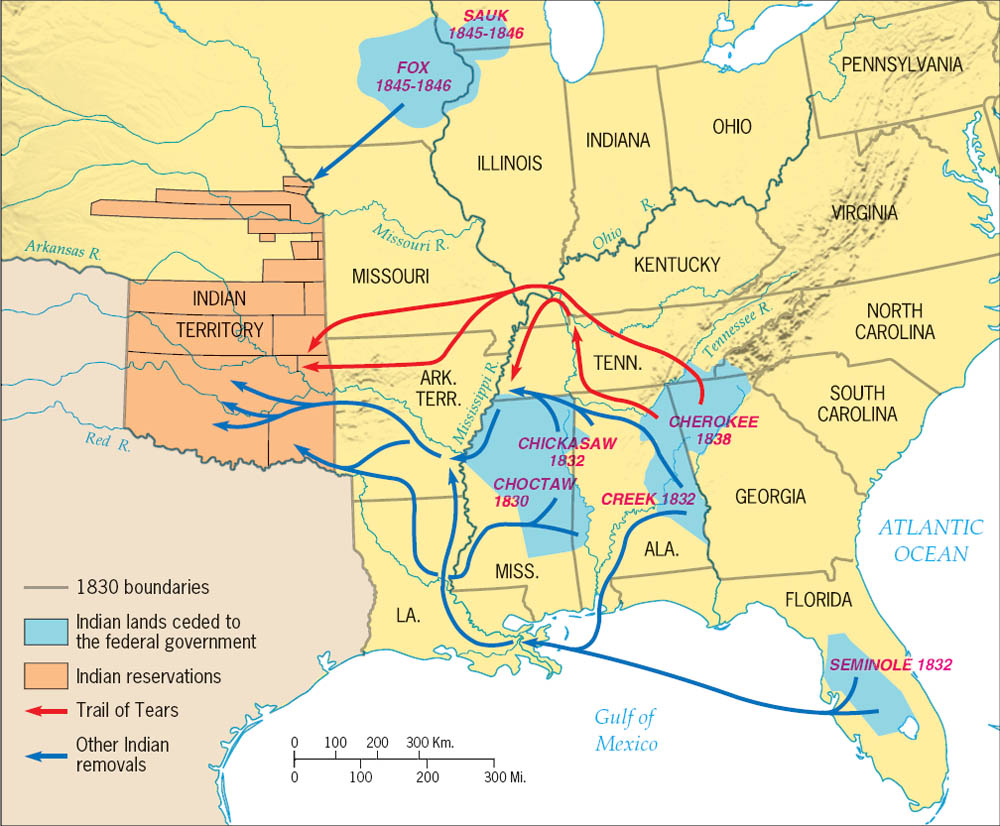 SAUK
1845-1846
FOX
1845-1846
PENNSYLVANIA
OHIO
INDIANA
ILLINOIS
VIRGINIA
Ohio R.
Missouri R.
Arkansas R.
MISSOURI
KENTUCKY
INDIAN
TERRITORY
NORTH
CAROLINA
Tennessee R.
TENN.
ARK.
TERR.
Mississippi R.
SOUTH
CAROLINA
CHEROKEE
1838
Red R.
CHICKASAW
1832
CHOCTAW
1830
CREEK 1832
GEORGIA
ATLANTIC
OCEAN
ALA.
MISS.
LA.
FLORIDA
SEMINOLE 1832
Gulf of
Mexico
1830 boundaries
Indian lands ceded to
the federal government
Indian reservations
Trail of Tears
Other Indian
removals
0 100 200 300 Km.
0 100 200 300 Mi.